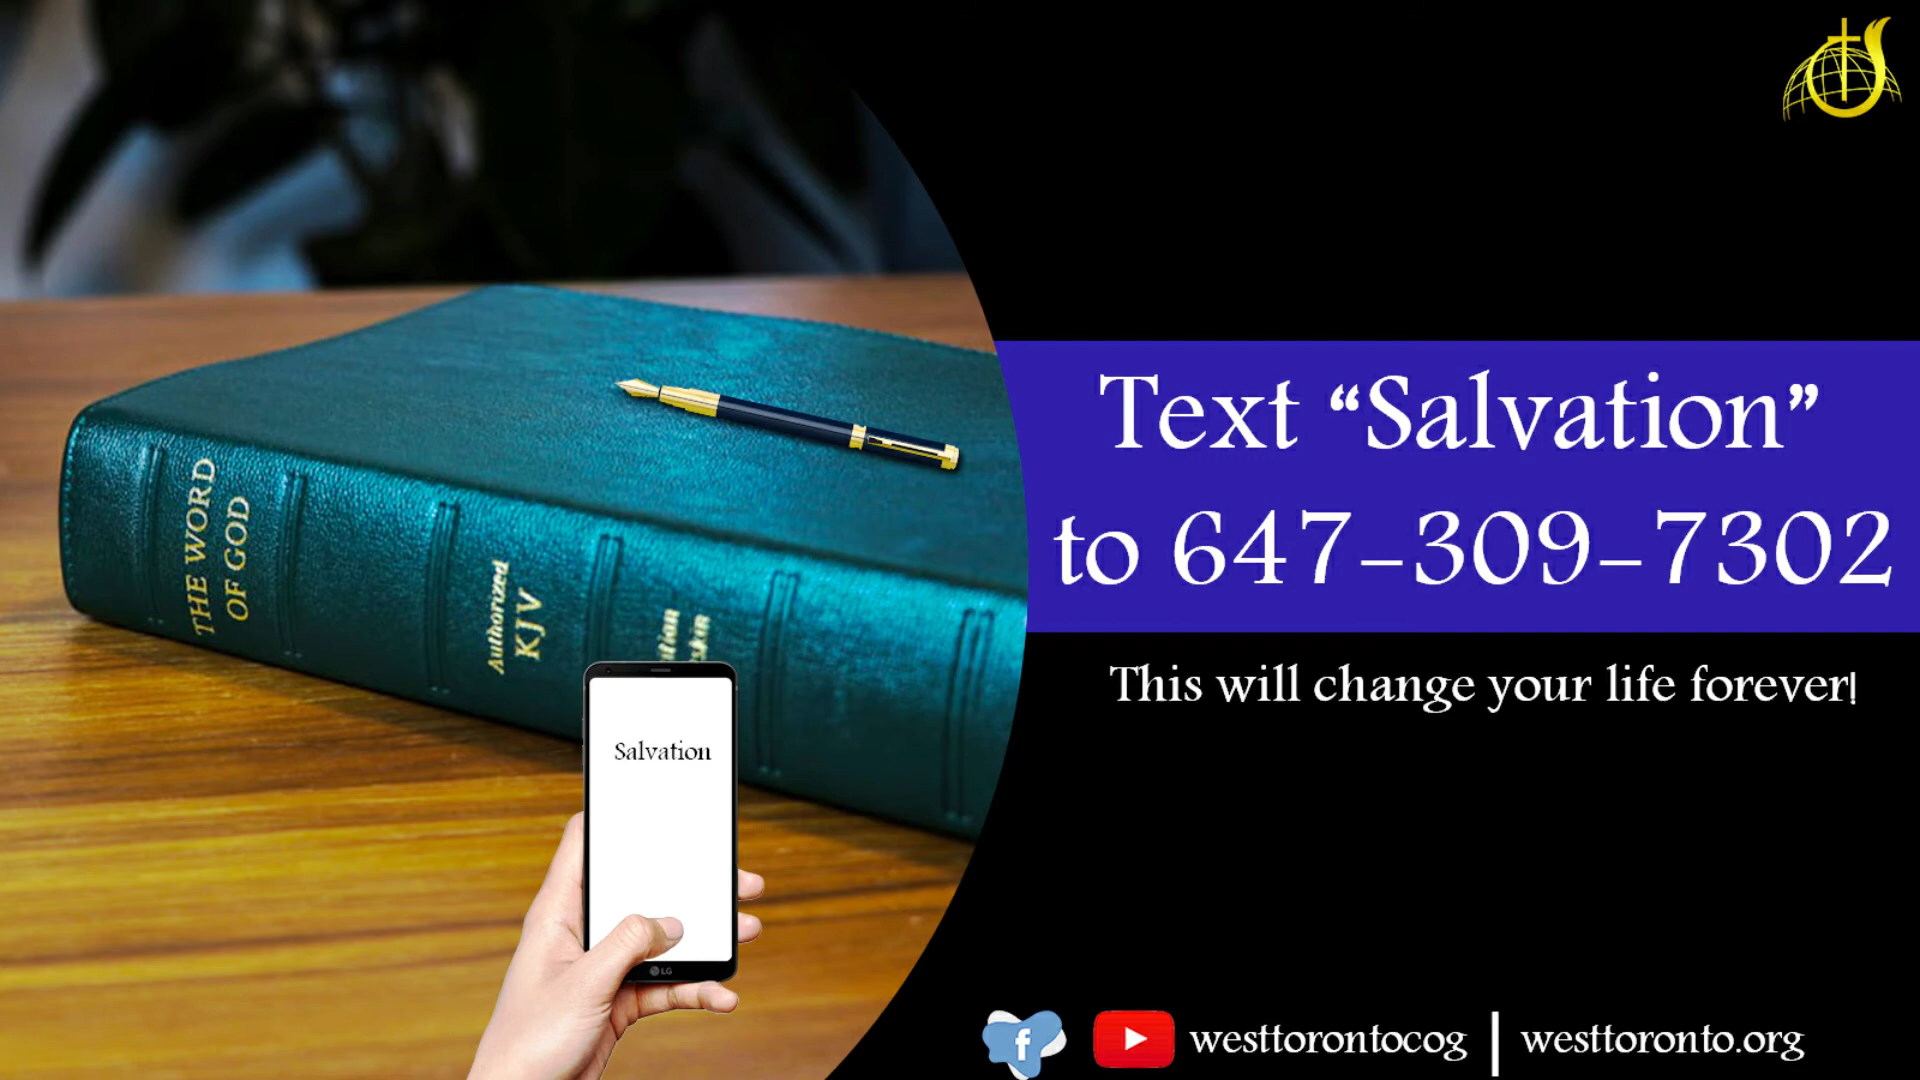 THE WORD
OF GOD
Authorized
KJV
Salvation
LG
Text “Salvation”
to 647-309-7302
This will change your life forever!
westtorontocog | westtoronto.org